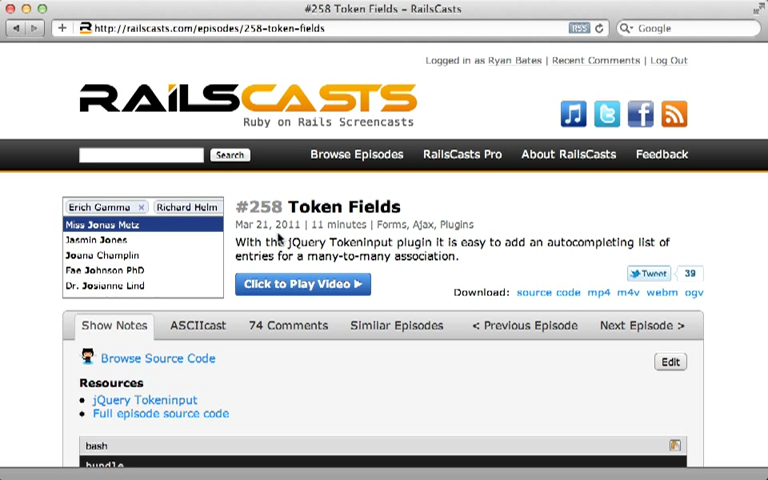 #258 Token Fields – RailsCasts
http://railscasts.com/episodes/258-token-fields
RSS
Google
Logged in as Ryan Bates | Recent Comments | Log Out
RAILSCASTS
Ruby on Rails Screencasts
Search
Browse Episodes
RailsCasts Pro
About RailsCasts
Feedback
Erich Gamma x Richard Helm
Miss Jonas Metz
Jasmin Jones
Joana Champlin
Fae Johnson PhD
Dr. Josianne Lind
#258 Token Fields
Mar 21, 2011 | 11 minutes | Forms, Ajax, Plugins
With the jQuery Tokeninput plugin it is easy to add an autocompleting list of
entries for a many-to-many association.
Click to Play Video ▶
Tweet 39
Download: source code mp4 m4v webm ogv
Show Notes
ASCIIcast
74 Comments
Similar Episodes
< Previous Episode
Next Episode >
Browse Source Code
Edit
Resources
• jQuery Tokeninput
• Full episode source code
bash
bundle